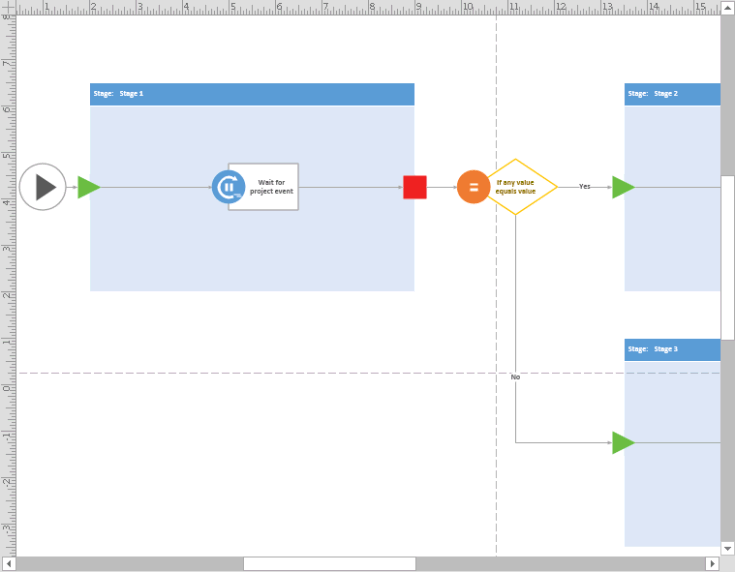 1 2 3 4 5 6 7 8 9 10 11 12 13 14 15
8
7
6
5
4
3
2
1
0
-1
-2
-3
Stage: Stage 1
Stage: Stage 2
Wait for
project event
=
If any value
equals value
Yes
Stage: Stage 3
No